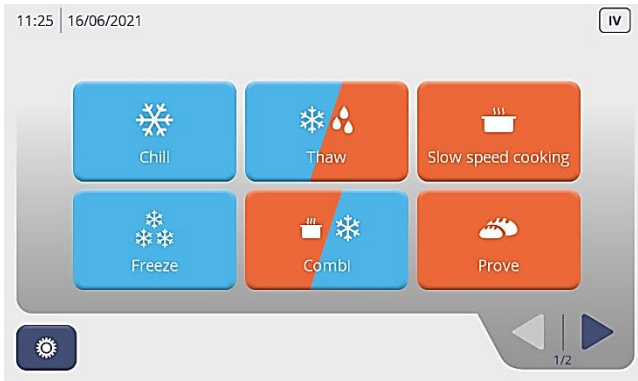 11:25 16/06/2021
IV
Chill
Thaw
Slow speed cooking
Freeze
Combi
Prove
1/2